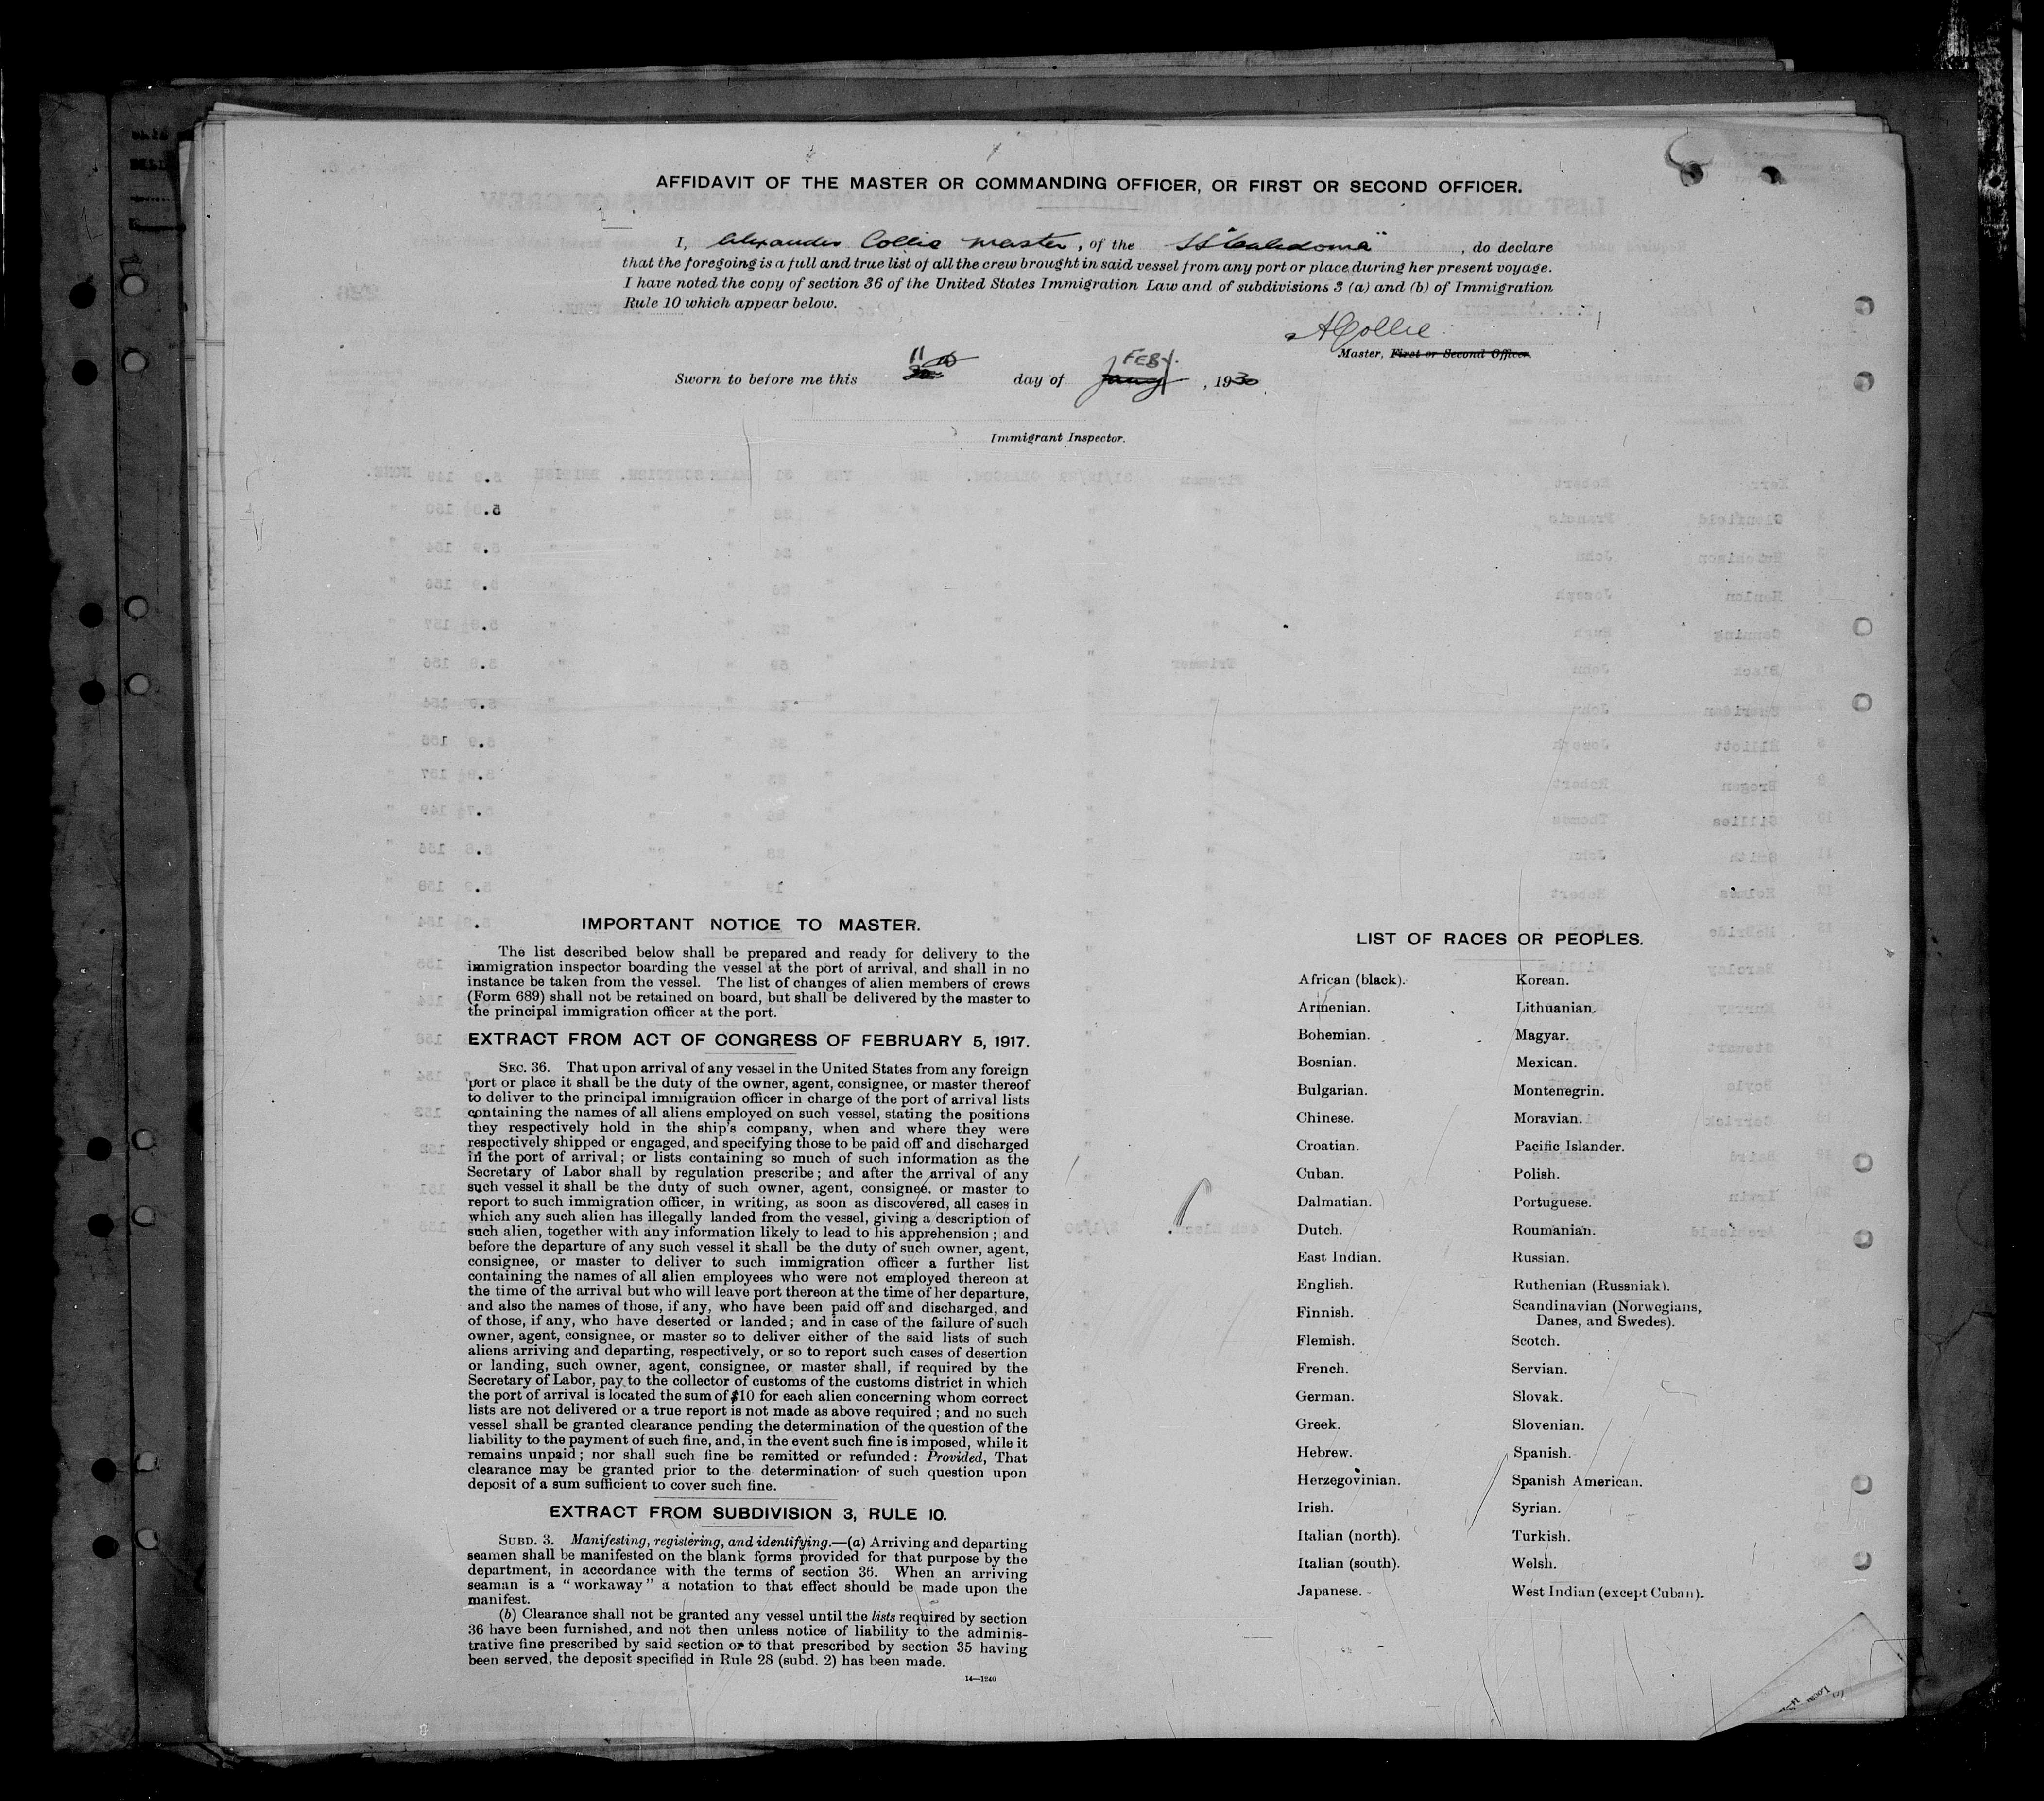 AFFIDAVIT OF THE MASTER OR COMMANDING OFFICER, OR FIRST OR SECOND OFFICER.
I, Alexander Collie Master, of the SS "Caledonia", do declare
that the foregoing is a full and true list of all the crew brought in said vessel from any port or place during her present voyage.
I have noted the copy of section 36 of the United States Immigration Law and of subdivisions 3 (a) and (b) of Immigration
Rule 10 which appear below.
A Collie
Master, First or Second Officer.
11 FEBY.
Sworn to before me this day of Jany, 1930
Immigrant Inspector.
IMPORTANT NOTICE TO MASTER.
The list described below shall be prepared and ready for delivery to the
immigration inspector boarding the vessel at the port of arrival, and shall in no
instance be taken from the vessel. The list of changes of alien members of crews
(Form 689) shall not be retained on board, but shall be delivered by the master to
the principal immigration officer at the port.
EXTRACT FROM ACT OF CONGRESS OF FEBRUARY 5, 1917.
SEC. 36. That upon arrival of any vessel in the United States from any foreign
port or place it shall be the duty of the owner, agent, consignee, or master thereof
to deliver to the principal immigration officer in charge of the port of arrival lists
containing the names of all aliens employed on such vessel, stating the positions
they respectively hold in the ship's company, when and where they were
respectively shipped or engaged, and specifying those to be paid off and discharged
in the port of arrival; or lists containing so much of such information as the
Secretary of Labor shall by regulation prescribe; and after the arrival of any
such vessel it shall be the duty of such owner, agent, consignee, or master to
report to such immigration officer, in writing, as soon as discovered, all cases in
which any such alien has illegally landed from the vessel, giving a description of
such alien, together with any information likely to lead to his apprehension; and
before the departure of any such vessel it shall be the duty of such owner, agent,
consignee, or master to deliver to such immigration officer a further list
containing the names of all alien employees who were not employed thereon at
the time of the arrival but who will leave port thereon at the time of her departure,
and also the names of those, if any, who have been paid off and discharged, and
of those, if any, who have deserted or landed; and in case of the failure of such
owner, agent, consignee, or master so to deliver either of the said lists of such
aliens arriving and departing, respectively, or so to report such cases of desertion
or landing, such owner, agent, consignee, or master shall, if required by the
Secretary of Labor, pay to the collector of customs of the customs district in which
the port of arrival is located the sum of $10 for each alien concerning whom correct
lists are not delivered or a true report is not made as above required; and no such
vessel shall be granted clearance pending the determination of the question of the
liability to the payment of such fine, and, in the event such fine is imposed, while it
remains unpaid; nor shall such fine be remitted or refunded: Provided, That
clearance may be granted prior to the determination of such question upon
deposit of a sum sufficient to cover such fine.
EXTRACT FROM SUBDIVISION 3, RULE 10.
SUBD. 3. Manifesting, registering, and identifying.—(a) Arriving and departing
seamen shall be manifested on the blank forms provided for that purpose by the
department, in accordance with the terms of section 36. When an arriving
seaman is a "workaway" a notation to that effect should be made upon the
manifest.
(b) Clearance shall not be granted any vessel until the lists required by section
36 have been furnished, and not then unless notice of liability to the adminis-
trative fine prescribed by said section or to that prescribed by section 35 having
been served, the deposit specified in Rule 28 (subd. 2) has been made.
14—1240
LIST OF RACES OR PEOPLES.
African (black).
Armenian.
Bohemian.
Bosnian.
Bulgarian.
Chinese.
Croatian.
Cuban.
Dalmatian.
Dutch.
East Indian.
English.
Finnish.
Flemish.
French.
German.
Greek.
Hebrew.
Herzegovinian.
Irish.
Italian (north).
Italian (south).
Japanese.
Korean.
Lithuanian.
Magyar.
Mexican.
Montenegrin.
Moravian.
Pacific Islander.
Polish.
Portuguese.
Roumanian.
Russian.
Ruthenian (Russniak).
Scandinavian (Norwegians,
Danes, and Swedes).
Scotch.
Servian.
Slovak.
Slovenian.
Spanish.
Spanish American.
Syrian.
Turkish.
Welsh.
West Indian (except Cuban).